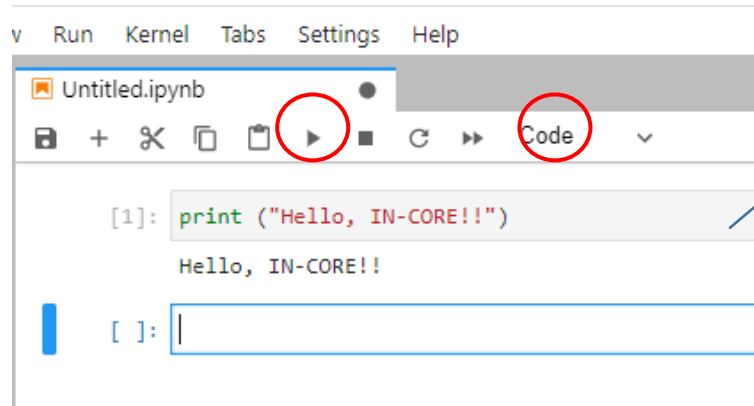 Run Kernel Tabs Settings Help
Untitled.ipynb
Code
[1]: print ("Hello, IN-CORE!!")
Hello, IN-CORE!!
[ ]: